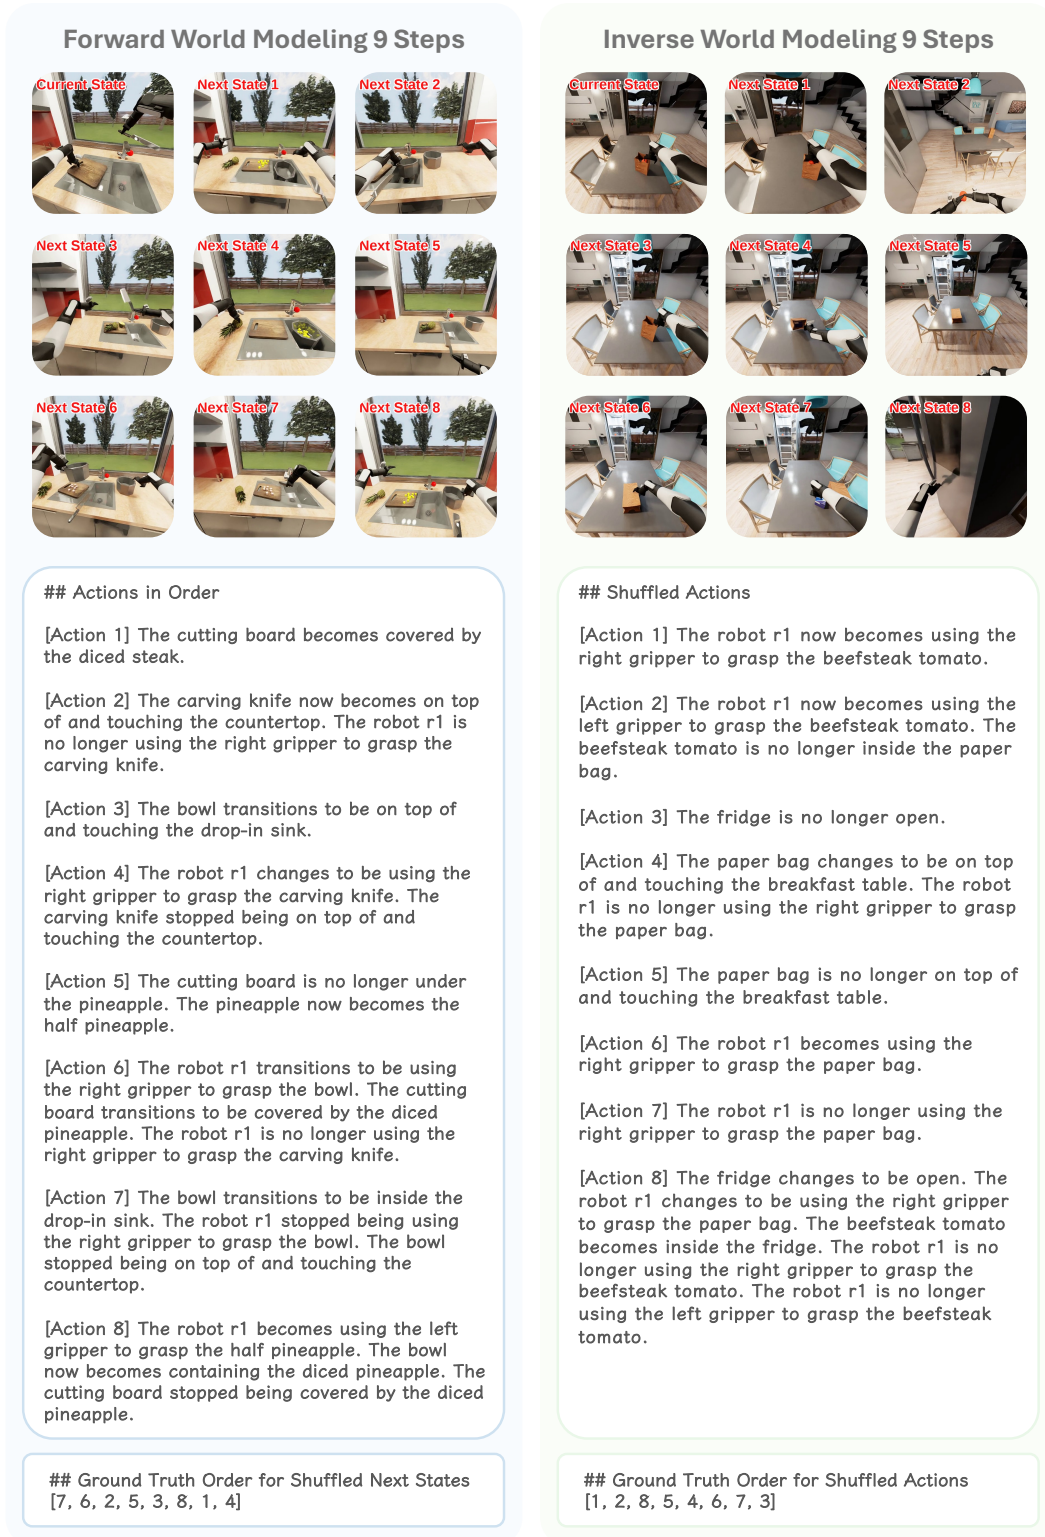 Forward World Modeling 9 Steps
Current State
Next State 1
Next State 2
Next State 3
Next State 4
Next State 5
Next State 6
Next State 7
Next State 8
## Actions in Order
[Action 1] The cutting board becomes covered by
the diced steak.
[Action 2] The carving knife now becomes on top
of and touching the countertop. The robot r1 is
no longer using the right gripper to grasp the
carving knife.
[Action 3] The bowl transitions to be on top of
and touching the drop-in sink.
[Action 4] The robot r1 changes to be using the
right gripper to grasp the carving knife. The
carving knife stopped being on top of and
touching the countertop.
[Action 5] The cutting board is no longer under
the pineapple. The pineapple now becomes the
half pineapple.
[Action 6] The robot r1 transitions to be using
the right gripper to grasp the bowl. The cutting
board transitions to be covered by the diced
pineapple. The robot r1 is no longer using the
right gripper to grasp the carving knife.
[Action 7] The bowl transitions to be inside the
drop-in sink. The robot r1 stopped being using
the right gripper to grasp the bowl. The bowl
stopped being on top of and touching the
countertop.
[Action 8] The robot r1 becomes using the left
gripper to grasp the half pineapple. The bowl
now becomes containing the diced pineapple. The
cutting board stopped being covered by the diced
pineapple.
## Ground Truth Order for Shuffled Next States
[7, 6, 2, 5, 3, 8, 1, 4]
Inverse World Modeling 9 Steps
Current State
Next State 1
Next State 2
Next State 3
Next State 4
Next State 5
Next State 6
Next State 7
Next State 8
## Shuffled Actions
[Action 1] The robot r1 now becomes using the
right gripper to grasp the beefsteak tomato.
[Action 2] The robot r1 now becomes using the
left gripper to grasp the beefsteak tomato. The
beefsteak tomato is no longer inside the paper
bag.
[Action 3] The fridge is no longer open.
[Action 4] The paper bag changes to be on top
of and touching the breakfast table. The robot
r1 is no longer using the right gripper to grasp
the paper bag.
[Action 5] The paper bag is no longer on top of
and touching the breakfast table.
[Action 6] The robot r1 becomes using the
right gripper to grasp the paper bag.
[Action 7] The robot r1 is no longer using the
right gripper to grasp the paper bag.
[Action 8] The fridge changes to be open. The
robot r1 changes to be using the right gripper
to grasp the paper bag. The beefsteak tomato
becomes inside the fridge. The robot r1 is no
longer using the right gripper to grasp the
beefsteak tomato. The robot r1 is no longer
using the left gripper to grasp the beefsteak
tomato.
## Ground Truth Order for Shuffled Actions
[1, 2, 8, 5, 4, 6, 7, 3]